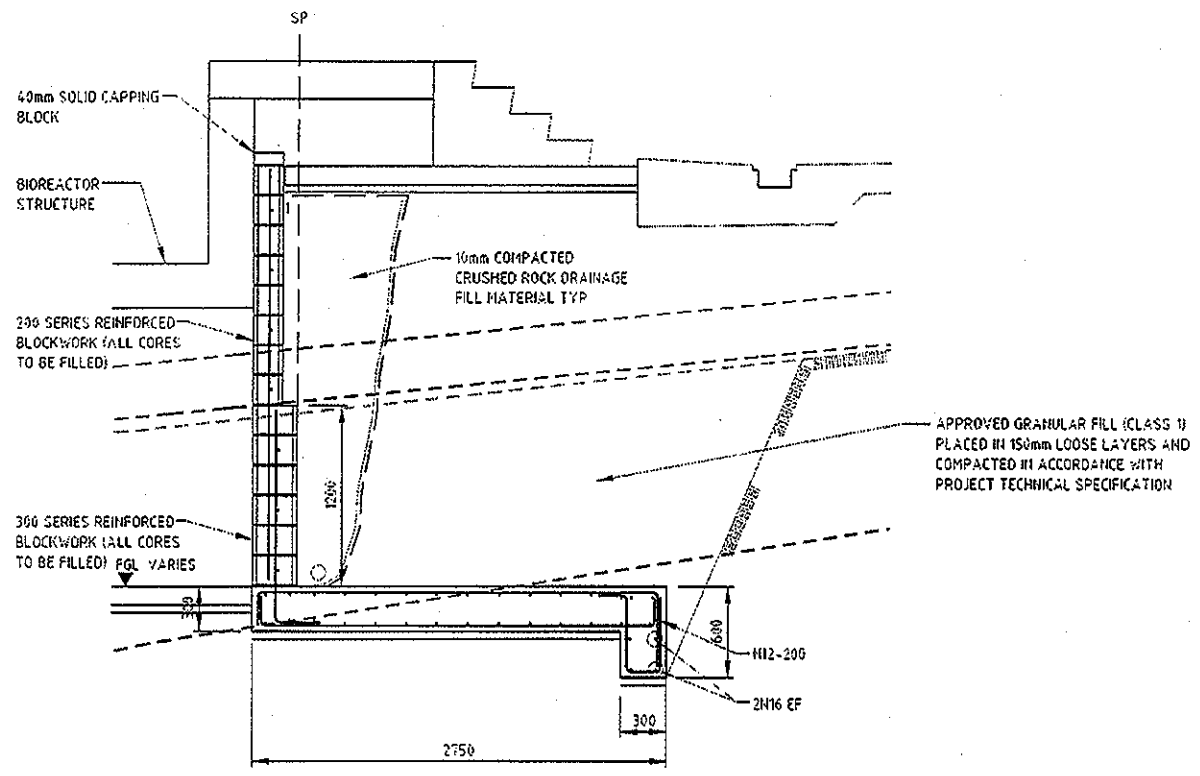 SP
40mm SOLID CAPPING
BLOCK
BIOREACTOR
STRUCTURE
10mm COMPACTED
CRUSHED ROCK DRAINAGE
FILL MATERIAL TYP
200 SERIES REINFORCED
BLOCKWORK (ALL CORES
TO BE FILLED)
APPROVED GRANULAR FILL (CLASS 1)
PLACED IN 150mm LOOSE LAYERS AND
COMPACTED IN ACCORDANCE WITH
PROJECT TECHNICAL SPECIFICATION
1200
300 SERIES REINFORCED
BLOCKWORK (ALL CORES
TO BE FILLED) FGL VARIES
300
600
N12-200
2N16 EF
300
2750